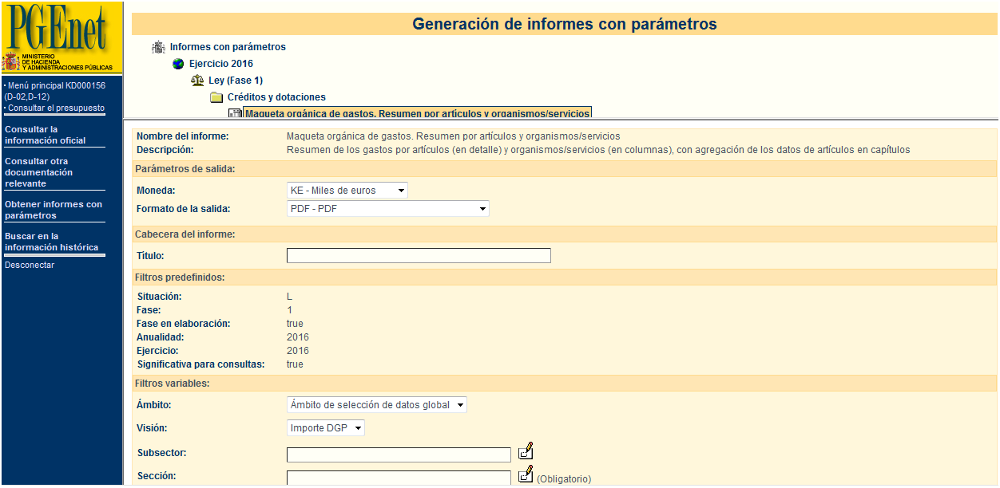 PGEnet
MINISTERIO
DE HACIENDA
Y ADMINISTRACIONES PÚBLICAS
Menú principal KD000156
(D-02,D-12)
Consultar el presupuesto
Consultar la
información oficial
Consultar otra
documentación
relevante
Obtener informes con
parámetros
Buscar en la
información histórica
Desconectar
Generación de informes con parámetros
Informes con parámetros
Ejercicio 2016
Ley (Fase 1)
Créditos y dotaciones
Maqueta orgánica de gastos. Resumen por artículos y organismos/servicios
Nombre del informe: Maqueta orgánica de gastos. Resumen por artículos y organismos/servicios
Descripción: Resumen de los gastos por artículos (en detalle) y organismos/servicios (en columnas), con agregación de los datos de artículos en capítulos
Parámetros de salida:
Moneda: KE - Miles de euros
Formato de la salida: PDF - PDF
Cabecera del informe:
Título:
Filtros predefinidos:
Situación: L
Fase: 1
Fase en elaboración: true
Anualidad: 2016
Ejercicio: 2016
Significativa para consultas: true
Filtros variables:
Ámbito: Ámbito de selección de datos global
Visión: Importe DGP
Subsector:
Sección: (Obligatorio)